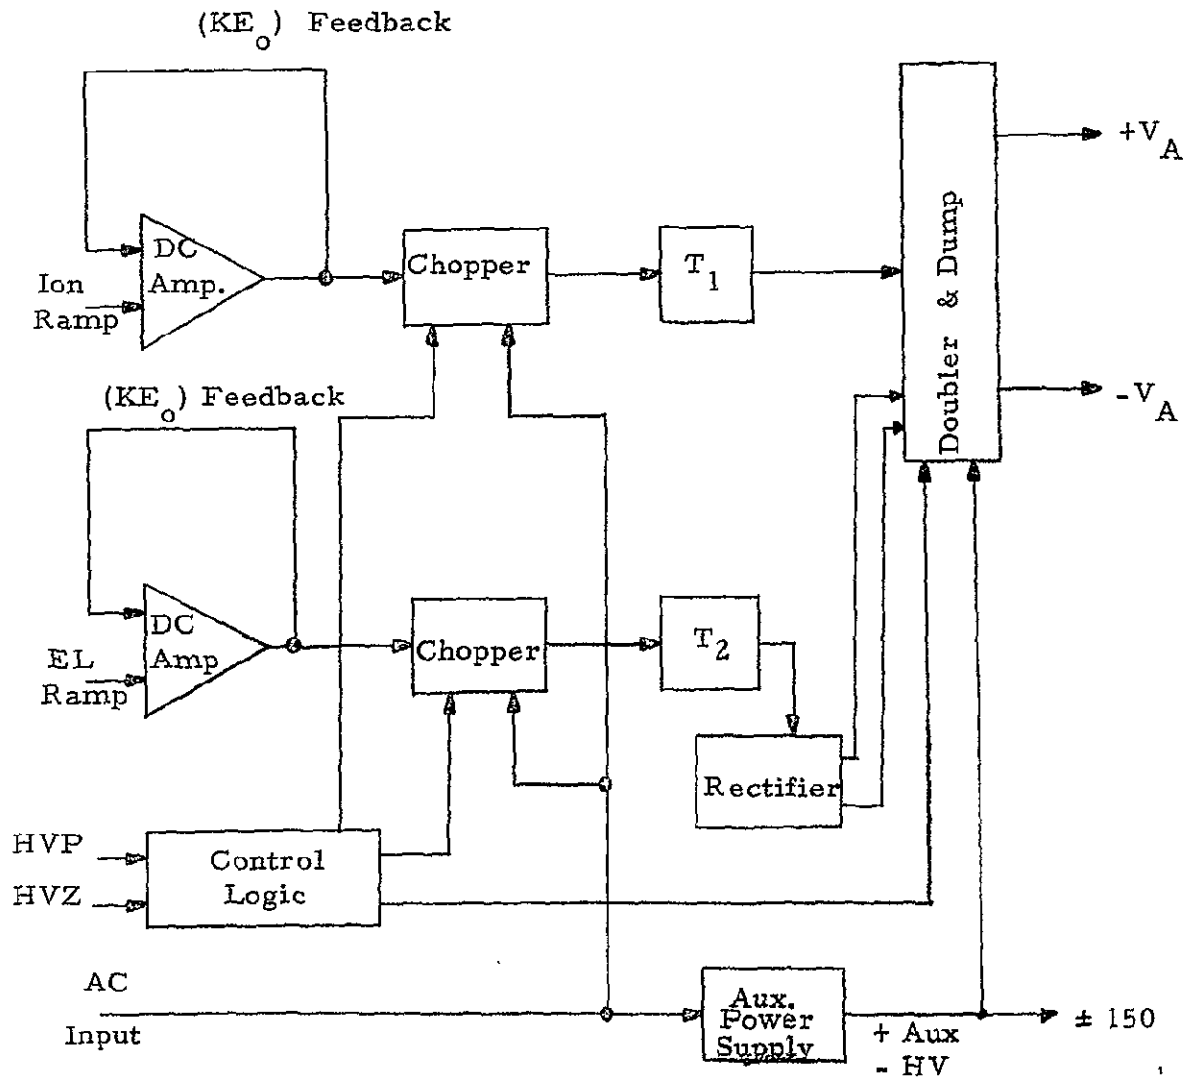 (KE_o) Feedback
+V_A
DC
Amp.
Chopper
T_1
Ion
Ramp
Doubler & Dump
-V_A
(KE_o) Feedback
DC
Amp
Chopper
T_2
EL
Ramp
Rectifier
HVP
HVZ
Control
Logic
AC
Input
Aux.
Power
Supply
± 150
+ Aux
- HV